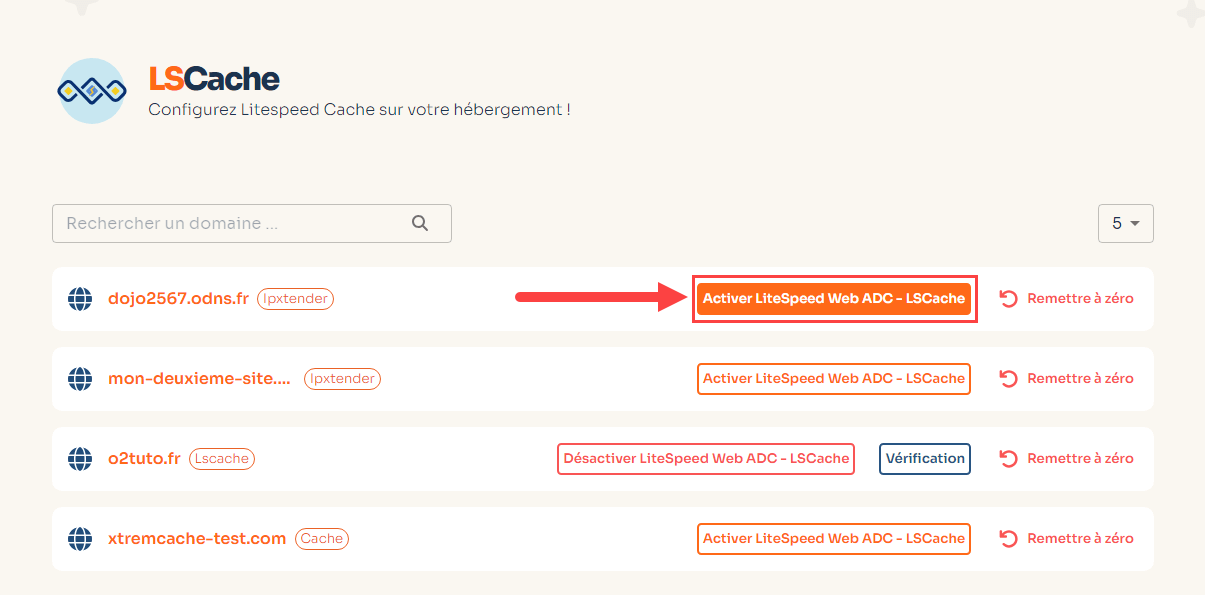 LSCache
Configurez Litespeed Cache sur votre hébergement !
Rechercher un domaine ...
5
dojo2567.odns.fr Ipxtender Activer LiteSpeed Web ADC - LSCache Remettre à zéro
mon-deuxieme-site.... Ipxtender Activer LiteSpeed Web ADC - LSCache Remettre à zéro
o2tuto.fr Lscache Désactiver LiteSpeed Web ADC - LSCache Vérification Remettre à zéro
xtremcache-test.com Cache Activer LiteSpeed Web ADC - LSCache Remettre à zéro